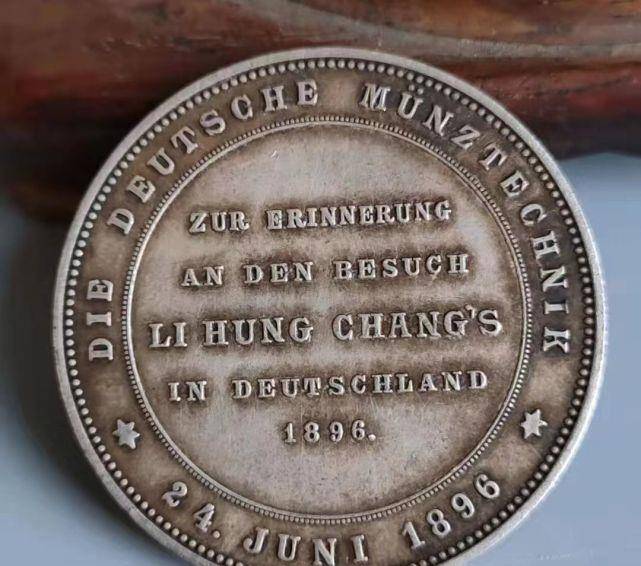 DIE DEUTSCHE MÜNZTECHNIK
ZUR ERINNERUNG
AN DEN BESUCH
LI HUNG CHANG'S
IN DEUTSCHLAND
1896.
24. JUNI 1896